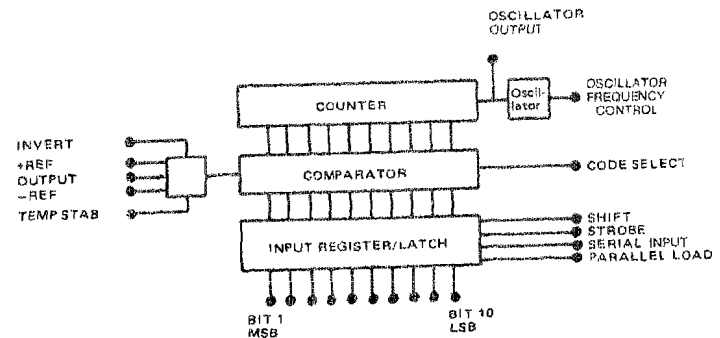 OSCILLATOR
OUTPUT
COUNTER
Oscil-
lator
OSCILLATOR
FREQUENCY
CONTROL
INVERT
+REF
OUTPUT
−REF
TEMP STAB
COMPARATOR
CODE SELECT
INPUT REGISTER/LATCH
SHIFT
STROBE
SERIAL INPUT
PARALLEL LOAD
BIT 1
MSB
BIT 10
LSB